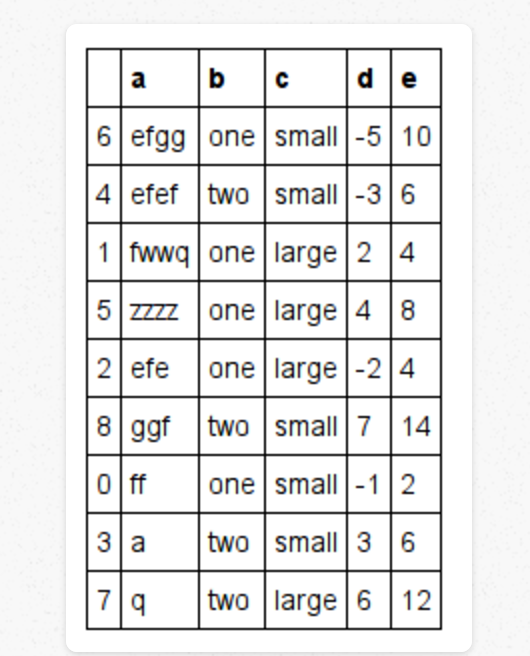 a b c d e
6 efgg one small -5 10
4 efef two small -3 6
1 fwwq one large 2 4
5 zzzz one large 4 8
2 efe one large -2 4
8 ggf two small 7 14
0 ff one small -1 2
3 a two small 3 6
7 q two large 6 12